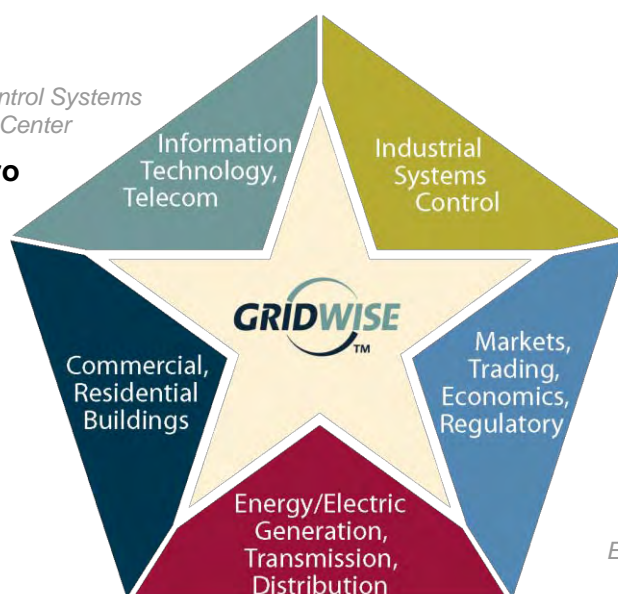 ntrol Systems
Center
Information
Technology,
Telecom
Industrial
Systems
Control
GRIDWISE
TM
Commercial,
Residential
Buildings
Markets,
Trading,
Economics,
Regulatory
Energy/Electric
Generation,
Transmission,
Distribution
E